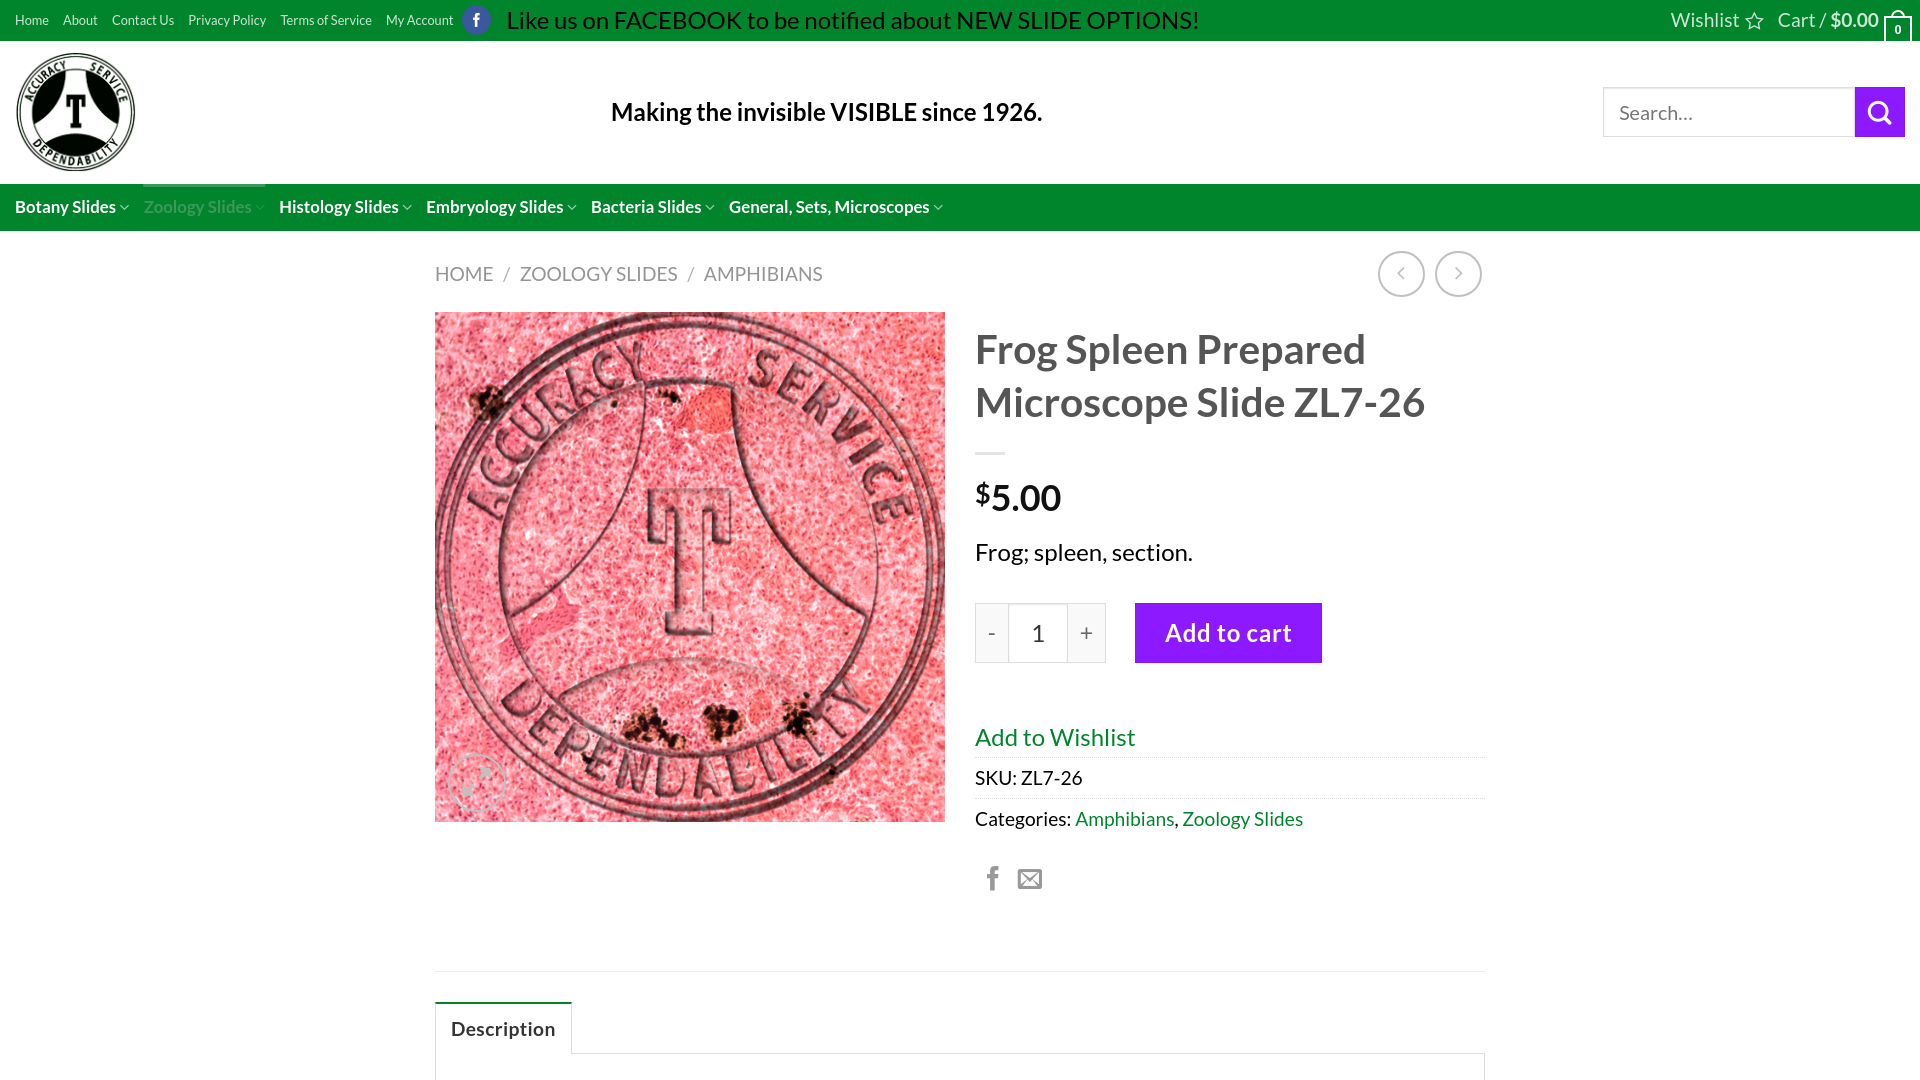 Home About Contact Us Privacy Policy Terms of Service My Account f Like us on FACEBOOK to be notified about NEW SLIDE OPTIONS! Wishlist Cart / $0.00 0
ACCURACY SERVICE
T
DEPENDABILITY
Making the invisible VISIBLE since 1926.
Search...
Botany Slides Zoology Slides Histology Slides Embryology Slides Bacteria Slides General, Sets, Microscopes
HOME / ZOOLOGY SLIDES / AMPHIBIANS
ACCURACY SERVICE
T
DEPENDABILITY
Frog Spleen Prepared
Microscope Slide ZL7-26
$5.00
Frog; spleen, section.
- 1 + Add to cart
Add to Wishlist
SKU: ZL7-26
Categories: Amphibians, Zoology Slides
Description